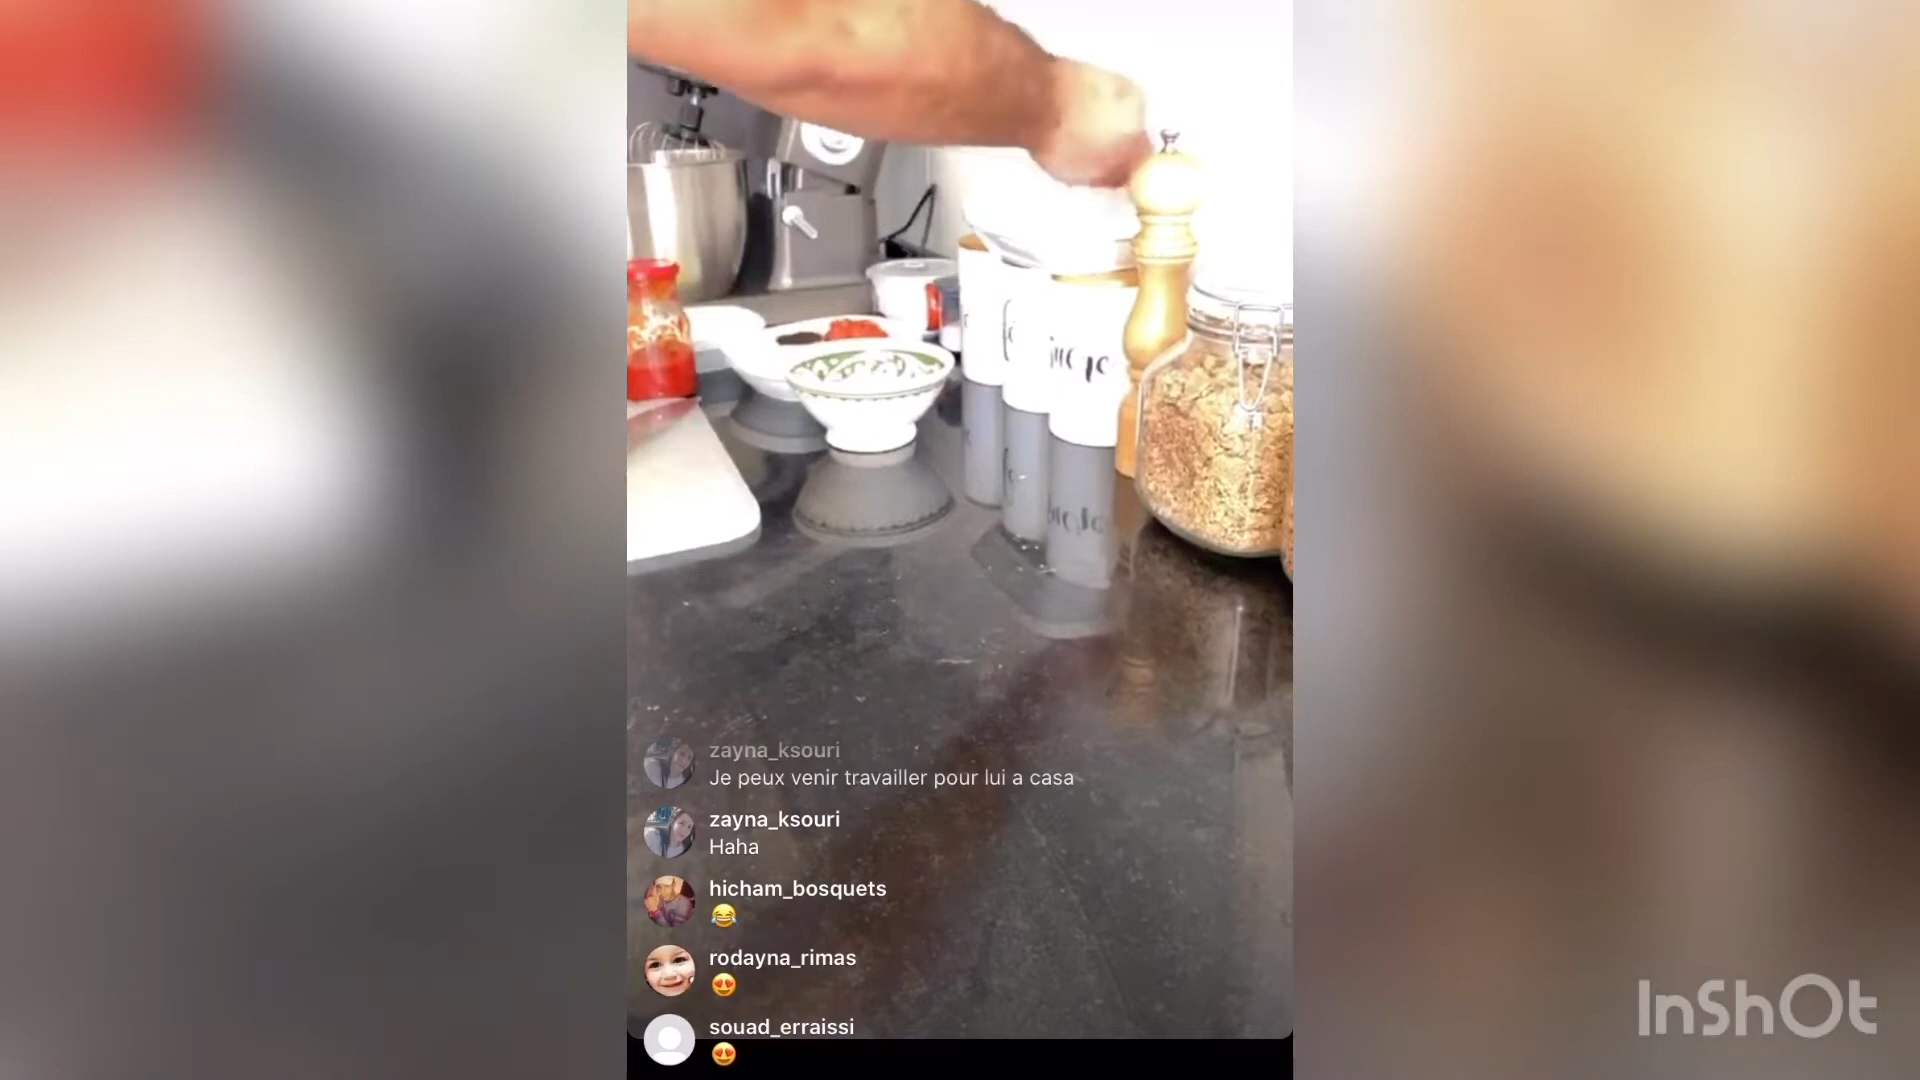 zayna_ksouri
Je peux venir travailler pour lui a casa
zayna_ksouri
Haha
hicham_bosquets
😂
rodayna_rimas
😍
souad_erraissi
😍
InShOt